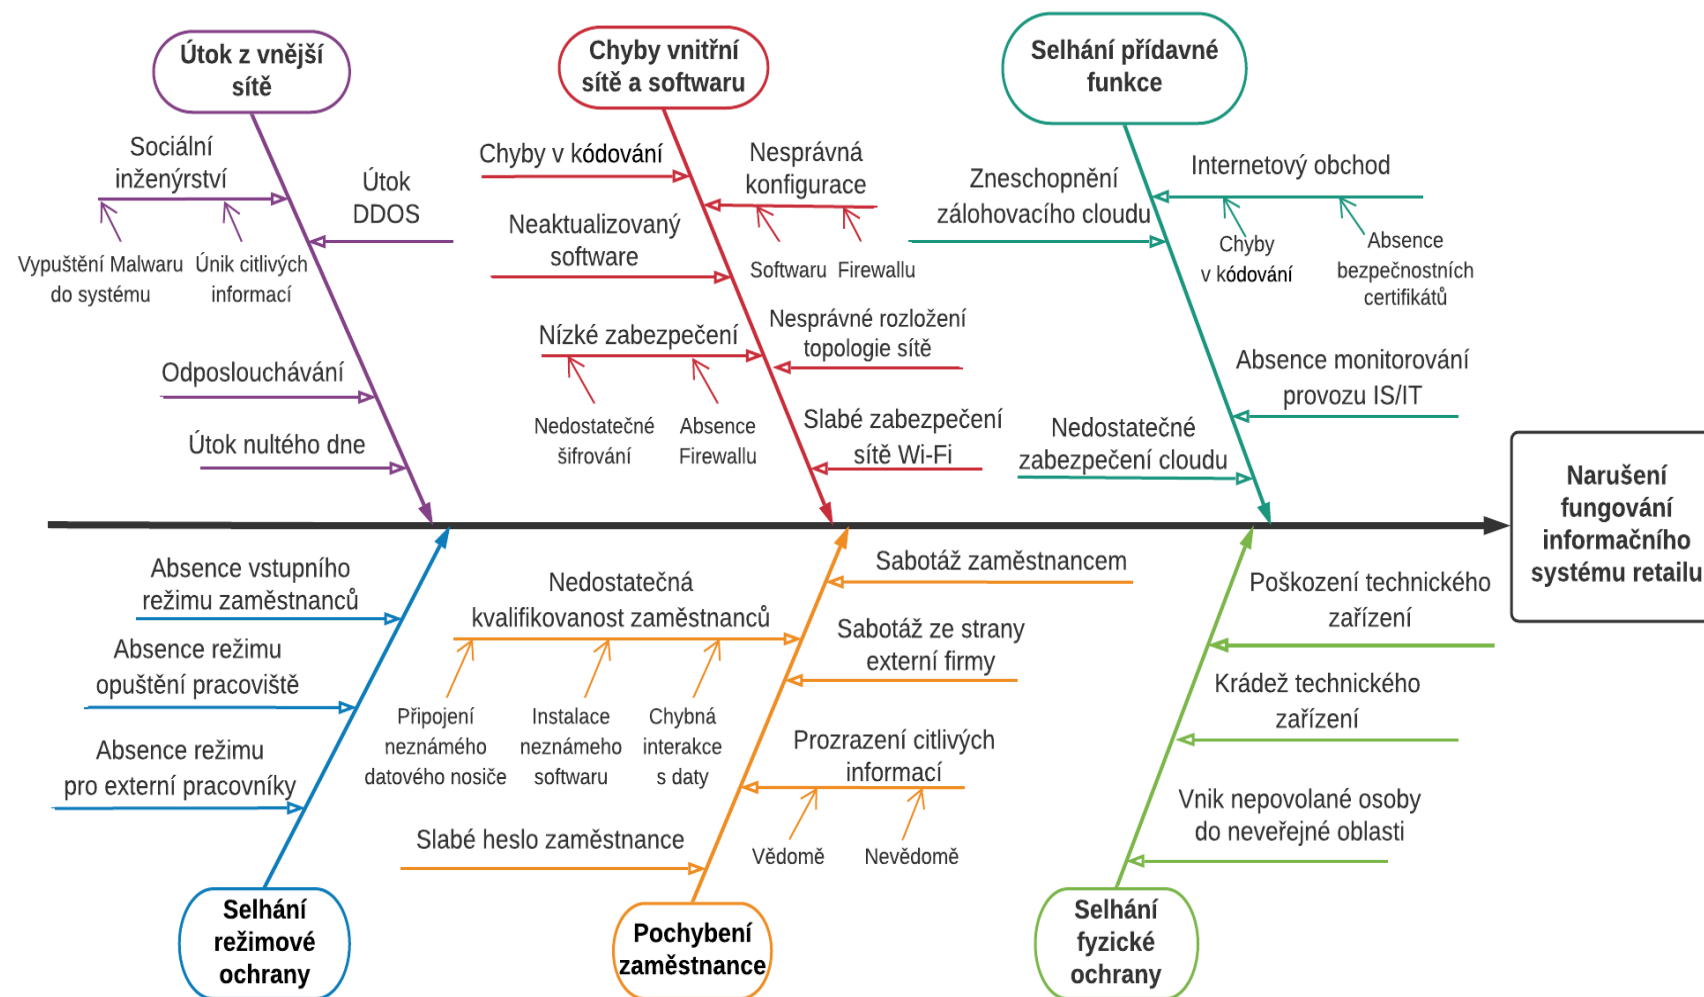 Útok z vnější
sítě
Sociální
inženýrství
Útok
DDOS
Vypuštění Malwaru
do systému
Únik citlivých
informací
Odposlouchávání
Útok nultého dne
Chyby vnitřní
sítě a softwaru
Chyby v kódování
Nesprávná
konfigurace
Neaktualizovaný
software
Softwaru
Firewallu
Nízké zabezpečení
Nesprávné rozložení
topologie sítě
Nedostatečné
šifrování
Absence
Firewallu
Slabé zabezpečení
sítě Wi-Fi
Selhání přídavné
funkce
Zneschopnění
zálohovacího cloudu
Internetový obchod
Chyby
v kódování
Absence
bezpečnostních
certifikátů
Absence monitorování
provozu IS/IT
Nedostatečné
zabezpečení cloudu
Narušení
fungování
informačního
systému retailu
Absence vstupního
režimu zaměstnanců
Absence režimu
opuštění pracoviště
Absence režimu
pro externí pracovníky
Selhání
režimové
ochrany
Sabotáž zaměstnancem
Nedostatečná
kvalifikovanost zaměstnanců
Sabotáž ze strany
externí firmy
Připojení
neznámého
datového nosiče
Instalace
neznámeho
softwaru
Chybná
interakce
s daty
Prozrazení citlivých
informací
Vědomě
Nevědomě
Slabé heslo zaměstnance
Pochybení
zaměstnance
Poškození technického
zařízení
Krádež technického
zařízení
Vnik nepovolané osoby
do neveřejné oblasti
Selhání
fyzické
ochrany